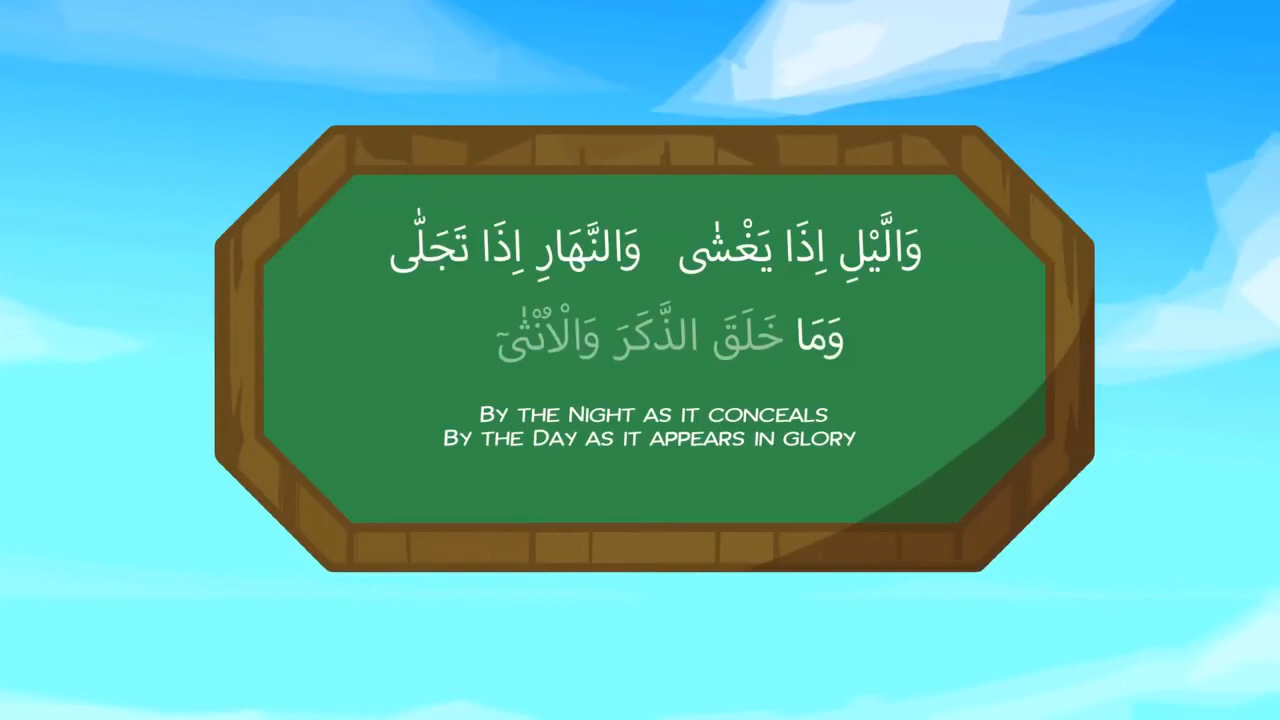 وَالَّيْلِ اِذَا يَغْشٰى   وَالنَّهَارِ اِذَا تَجَلّٰى
وَمَا خَلَقَ الذَّكَرَ وَالْاُنْثٰىٓ
By the Night as it conceals
By the Day as it appears in glory